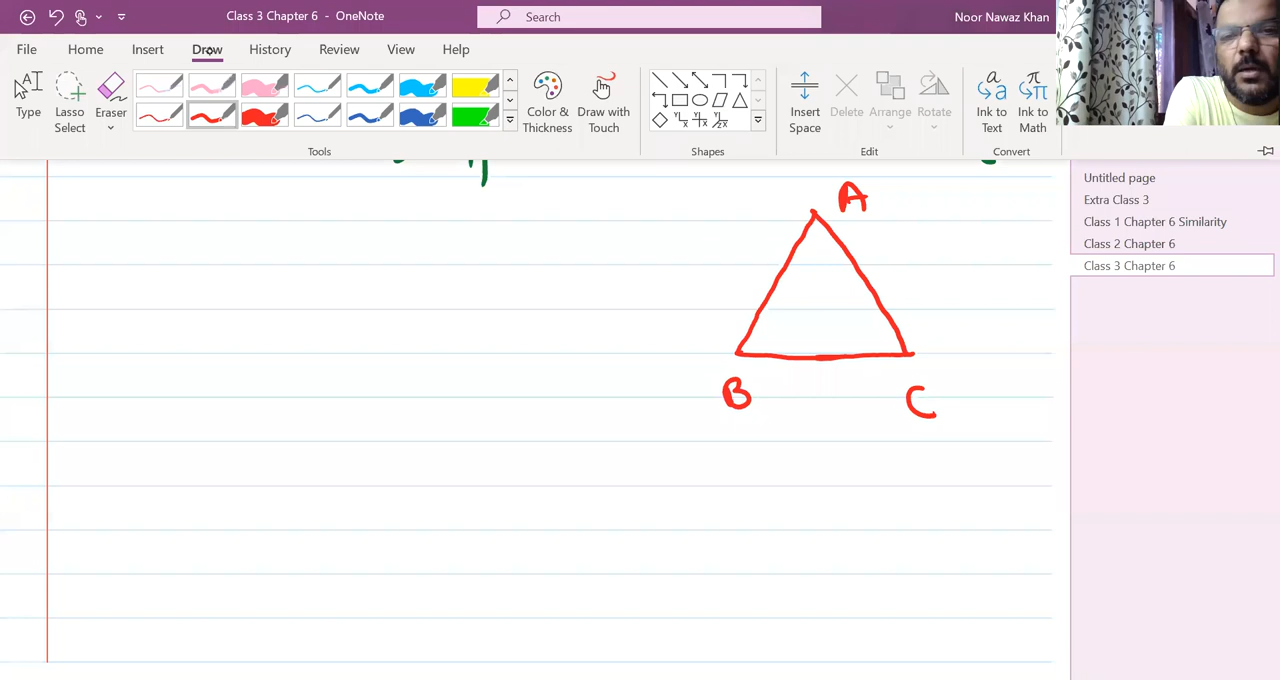 Class 3 Chapter 6 - OneNote
Search
Noor Nawaz Khan
File Home Insert Draw History Review View Help
Type
Lasso Select
Eraser
Color & Thickness
Draw with Touch
Insert Space
Delete
Arrange
Rotate
Ink to Text
Ink to Math
Tools
Shapes
Edit
Convert
Untitled page
Extra Class 3
Class 1 Chapter 6 Similarity
Class 2 Chapter 6
Class 3 Chapter 6
A
B C